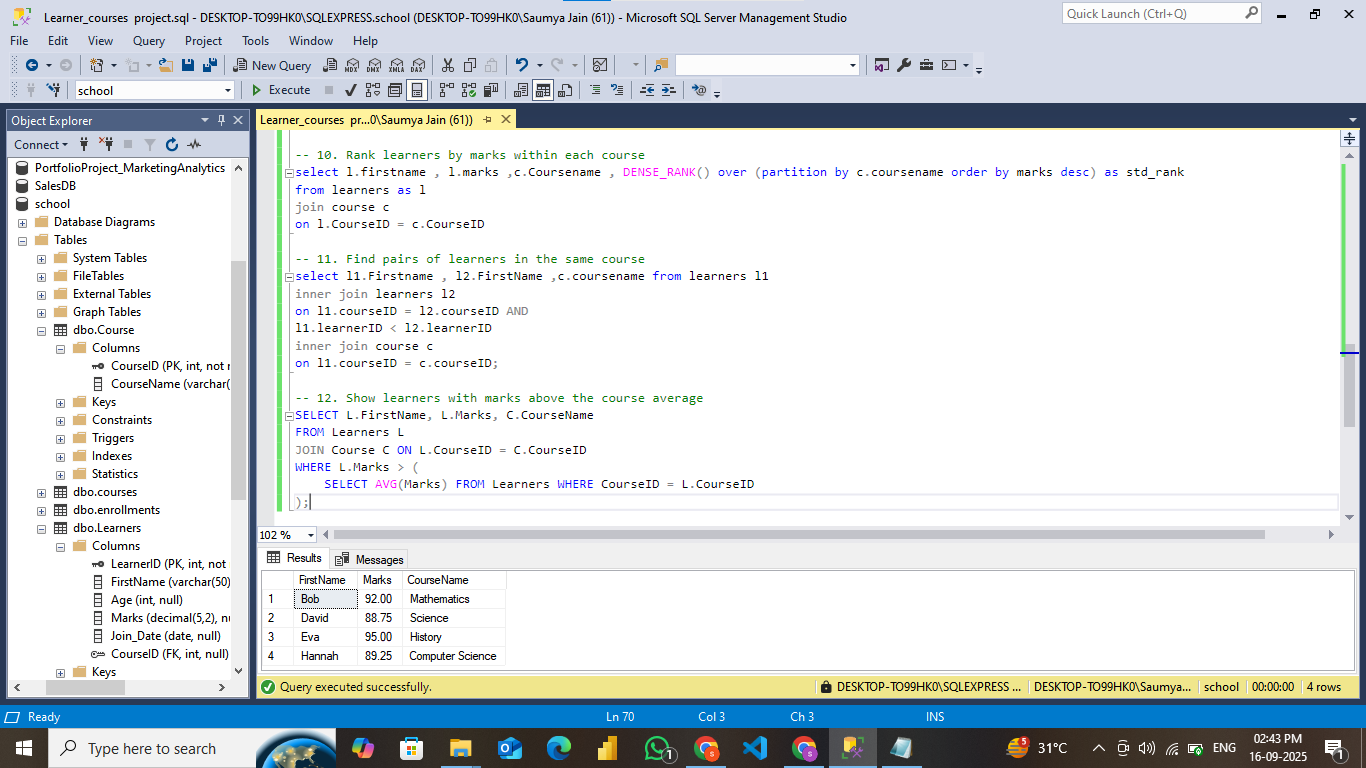 Learner_courses project.sql - DESKTOP-TO99HK0\SQLEXPRESS.school (DESKTOP-TO99HK0\Saumya Jain (61)) - Microsoft SQL Server Management Studio
Quick Launch (Ctrl+Q)
File Edit View Query Project Tools Window Help
New Query
MDX DMX XMLA DAX
school
Execute
Object Explorer
Learner_courses pr...0\Saumya Jain (61))
Connect
PortfolioProject_MarketingAnalytics
SalesDB
school
Database Diagrams
Tables
System Tables
FileTables
External Tables
Graph Tables
dbo.Course
Columns
CourseID (PK, int, not r
CourseName (varchar(
Keys
Constraints
Triggers
Indexes
Statistics
dbo.courses
dbo.enrollments
dbo.Learners
Columns
LearnerID (PK, int, not
FirstName (varchar(50)
Age (int, null)
Marks (decimal(5,2), nu
Join_Date (date, null)
CourseID (FK, int, null)
Keys
-- 10. Rank learners by marks within each course
select l.firstname , l.marks ,c.Coursename , DENSE_RANK() over (partition by c.coursename order by marks desc) as std_rank
from learners as l
join course c
on l.CourseID = c.CourseID
-- 11. Find pairs of learners in the same course
select l1.Firstname , l2.FirstName ,c.coursename from learners l1
inner join learners l2
on l1.courseID = l2.courseID AND
l1.learnerID < l2.learnerID
inner join course c
on l1.courseID = c.courseID;
-- 12. Show learners with marks above the course average
SELECT L.FirstName, L.Marks, C.CourseName
FROM Learners L
JOIN Course C ON L.CourseID = C.CourseID
WHERE L.Marks > (
SELECT AVG(Marks) FROM Learners WHERE CourseID = L.CourseID
);
102 %
Results Messages
FirstName Marks CourseName
1 Bob 92.00 Mathematics
2 David 88.75 Science
3 Eva 95.00 History
4 Hannah 89.25 Computer Science
Query executed successfully. DESKTOP-TO99HK0\SQLEXPRESS ... DESKTOP-TO99HK0\Saumya... school 00:00:00 4 rows
Ready Ln 70 Col 3 Ch 3 INS
Type here to search
1
5
31°C
ENG
02:43 PM
16-09-2025
1